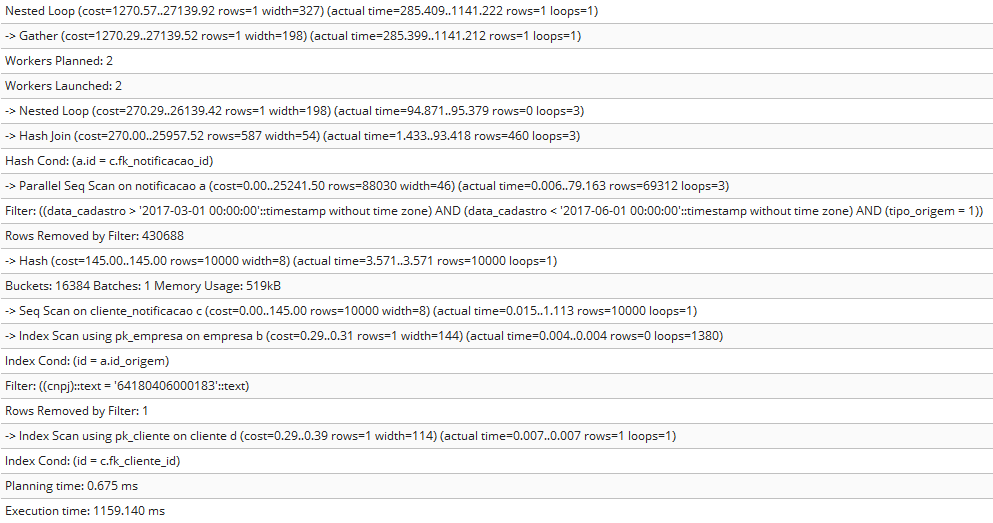 Nested Loop (cost=1270.57..27139.92 rows=1 width=327) (actual time=285.409..1141.222 rows=1 loops=1)
-> Gather (cost=1270.29..27139.52 rows=1 width=198) (actual time=285.399..1141.212 rows=1 loops=1)
Workers Planned: 2
Workers Launched: 2
-> Nested Loop (cost=270.29..26139.42 rows=1 width=198) (actual time=94.871..95.379 rows=0 loops=3)
-> Hash Join (cost=270.00..25957.52 rows=587 width=54) (actual time=1.433..93.418 rows=460 loops=3)
Hash Cond: (a.id = c.fk_notificacao_id)
-> Parallel Seq Scan on notificacao a (cost=0.00..25241.50 rows=88030 width=46) (actual time=0.006..79.163 rows=69312 loops=3)
Filter: ((data_cadastro > '2017-03-01 00:00:00'::timestamp without time zone) AND (data_cadastro < '2017-06-01 00:00:00'::timestamp without time zone) AND (tipo_origem = 1))
Rows Removed by Filter: 430688
-> Hash (cost=145.00..145.00 rows=10000 width=8) (actual time=3.571..3.571 rows=10000 loops=1)
Buckets: 16384 Batches: 1 Memory Usage: 519kB
-> Seq Scan on cliente_notificacao c (cost=0.00..145.00 rows=10000 width=8) (actual time=0.015..1.113 rows=10000 loops=1)
-> Index Scan using pk_empresa on empresa b (cost=0.29..0.31 rows=1 width=144) (actual time=0.004..0.004 rows=0 loops=1380)
Index Cond: (id = a.id_origem)
Filter: ((cnpj)::text = '64180406000183'::text)
Rows Removed by Filter: 1
-> Index Scan using pk_cliente on cliente d (cost=0.29..0.39 rows=1 width=114) (actual time=0.007..0.007 rows=1 loops=1)
Index Cond: (id = c.fk_cliente_id)
Planning time: 0.675 ms
Execution time: 1159.140 ms